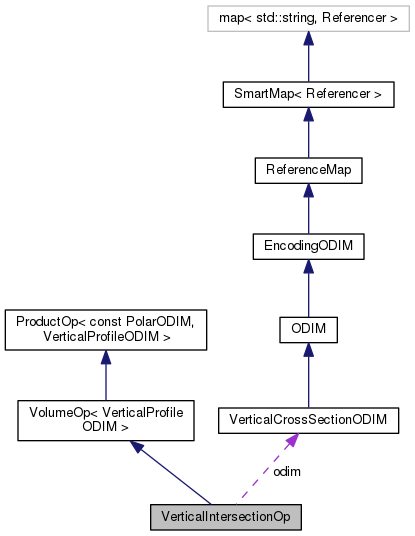 map< std::string, Referencer >
SmartMap< Referencer >
ReferenceMap
EncodingODIM
ProductOp< const PolarODIM,
VerticalProfileODIM >
ODIM
VolumeOp< VerticalProfile
ODIM >
VerticalCrossSectionODIM
odim
VerticalIntersectionOp